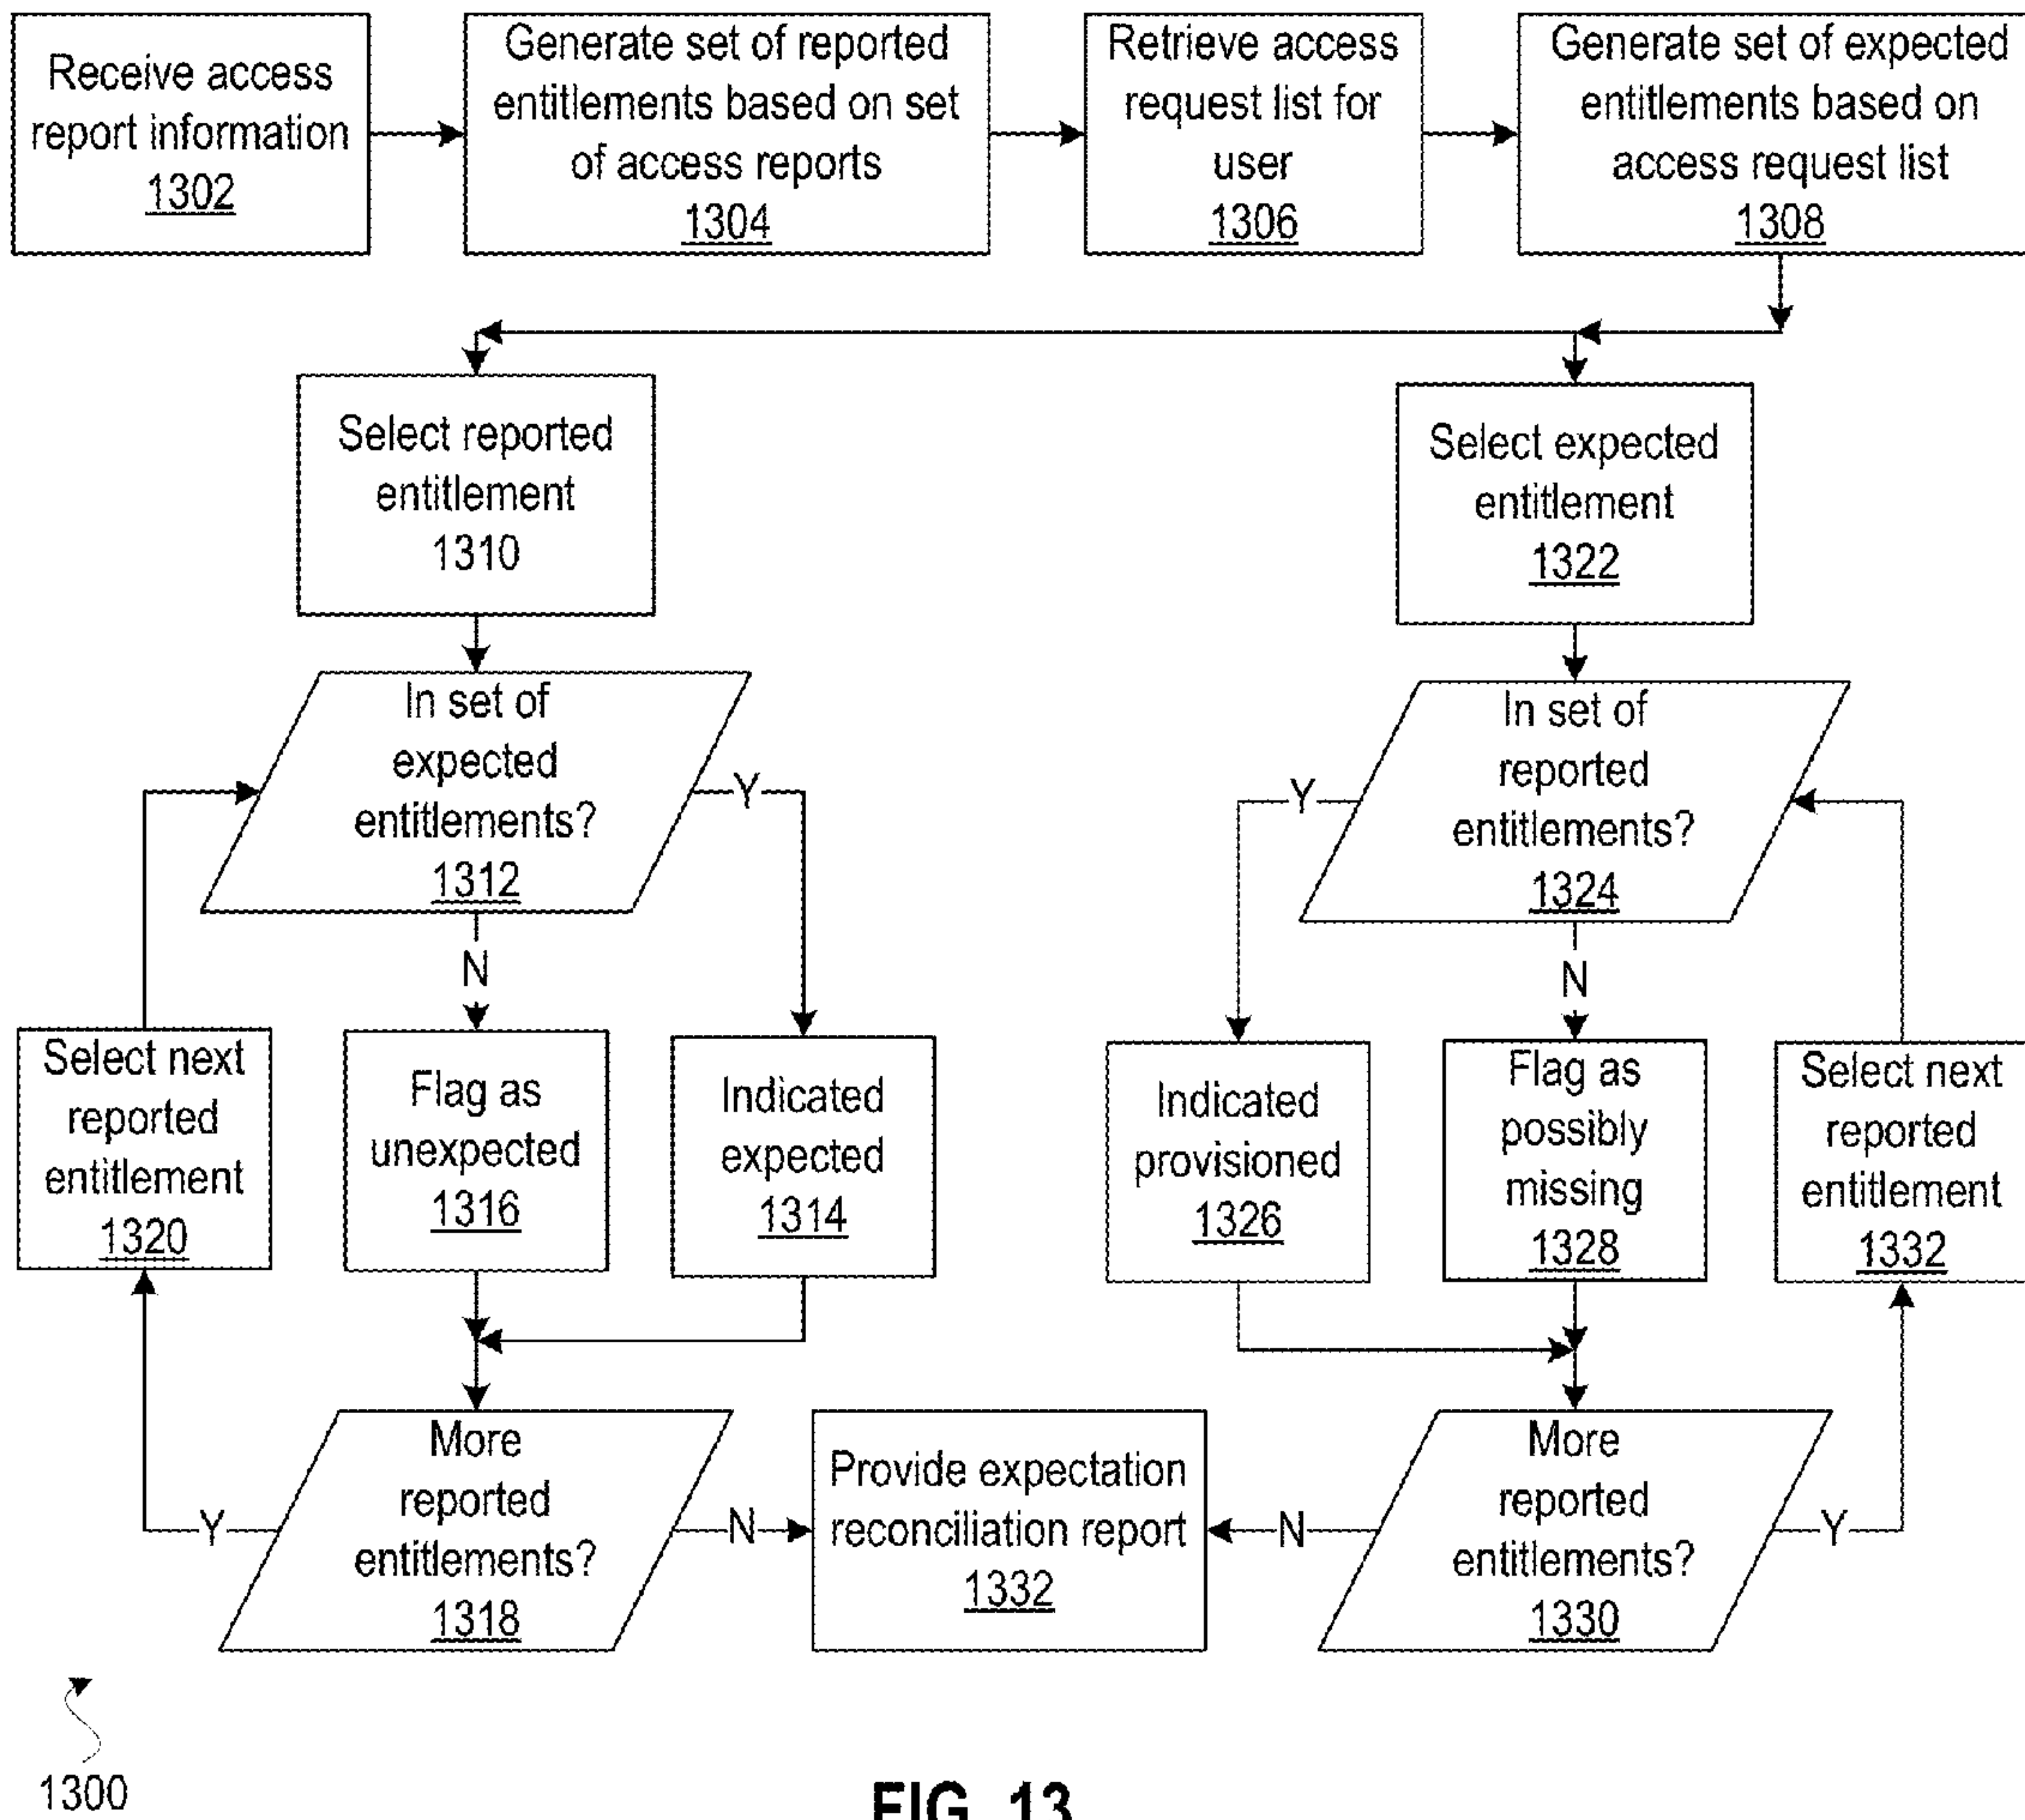 Receive access
report information
1302
Generate set of reported
entitlements based on set
of access reports
1304
Retrieve access
request list for
user
1306
Generate set of expected
entitlements based on
access request list
1308
Select reported
entitlement
1310
Select expected
entitlement
1322
In set of
expected
entitlements?
1312
Y
N
In set of
reported
entitlements?
1324
Y
N
Select next
reported
entitlement
1320
Flag as
unexpected
1316
Indicated
expected
1314
Indicated
provisioned
1326
Flag as
possibly
missing
1328
Select next
reported
entitlement
1332
More
reported
entitlements?
1318
Y
N
Provide expectation
reconciliation report
1332
More
reported
entitlements?
1330
N
Y
1300
FIG. 13